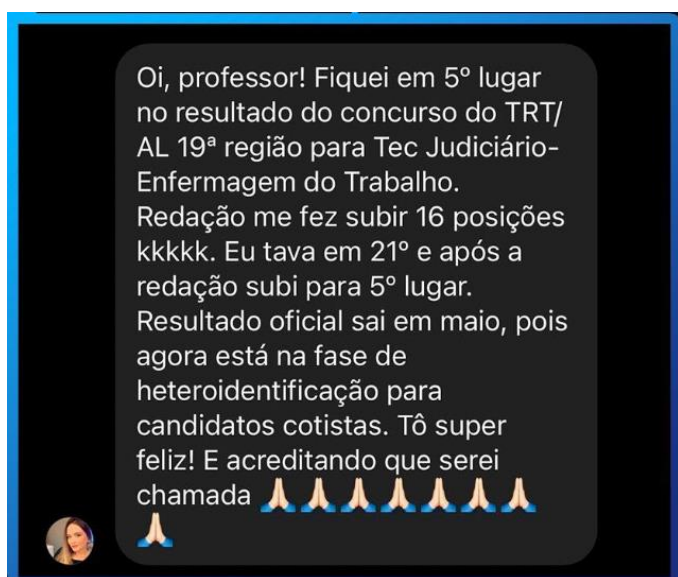 Oi, professor! Fiquei em 5º lugar
no resultado do concurso do TRT/
AL 19ª região para Tec Judiciário-
Enfermagem do Trabalho.
Redação me fez subir 16 posições
kkkkk. Eu tava em 21º e após a
redação subi para 5º lugar.
Resultado oficial sai em maio, pois
agora está na fase de
heteroidentificação para
candidatos cotistas. Tô super
feliz! E acreditando que serei
chamada 🙏🏻🙏🏻🙏🏻🙏🏻🙏🏻🙏🏻🙏🏻
🙏🏻